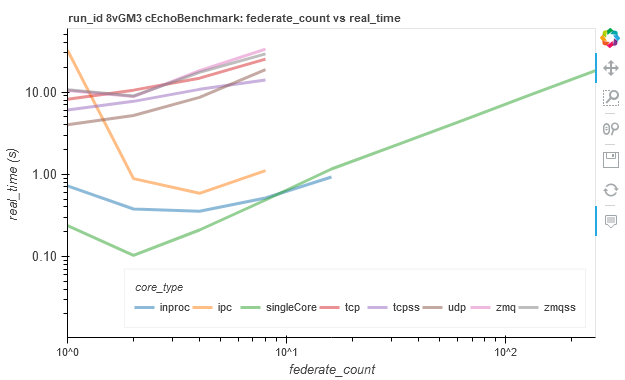 run_id 8vGM3 cEchoBenchmark: federate_count vs real_time
real_time (s)
10.00
1.00
0.10
core_type
inproc ipc singleCore tcp tcpss udp zmq zmqss
10^0 10^1 10^2
federate_count